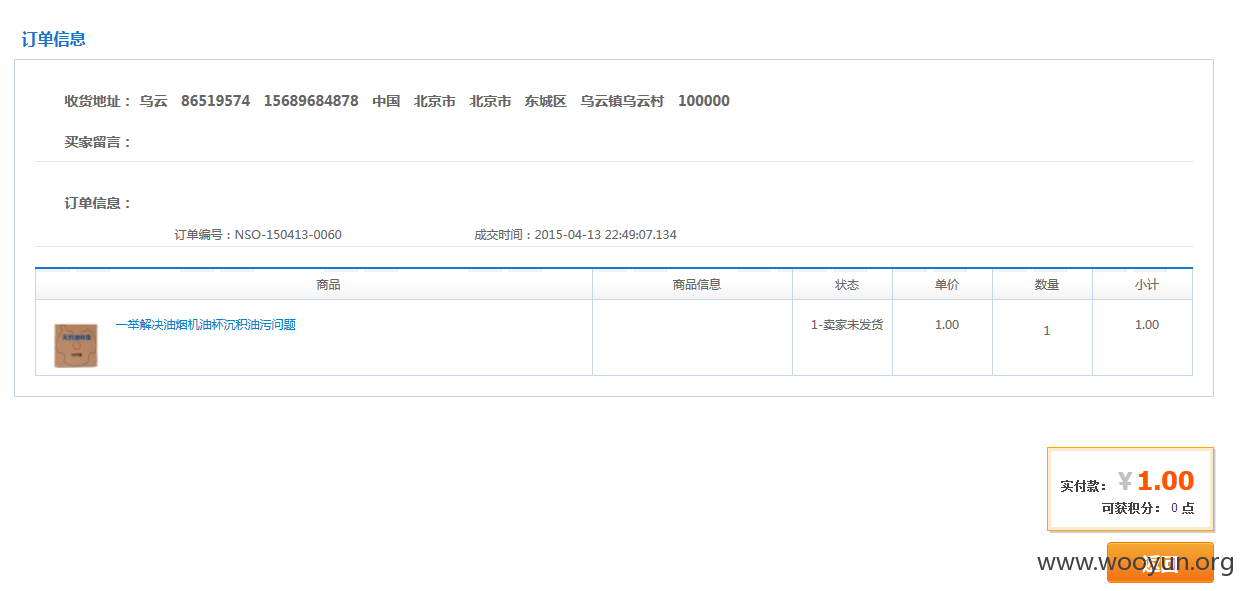 订单信息
收货地址： 乌云 86519574 15689684878 中国 北京市 北京市 东城区 乌云镇乌云村 100000
买家留言：
订单信息：
订单编号：NSO-150413-0060 成交时间：2015-04-13 22:49:07.134
商品 商品信息 状态 单价 数量 小计
一举解决油烟机油杯沉积油污问题 1-卖家未发货 1.00 1 1.00
实付款： ¥1.00
可获积分： 0 点
返回
www.wooyun.org